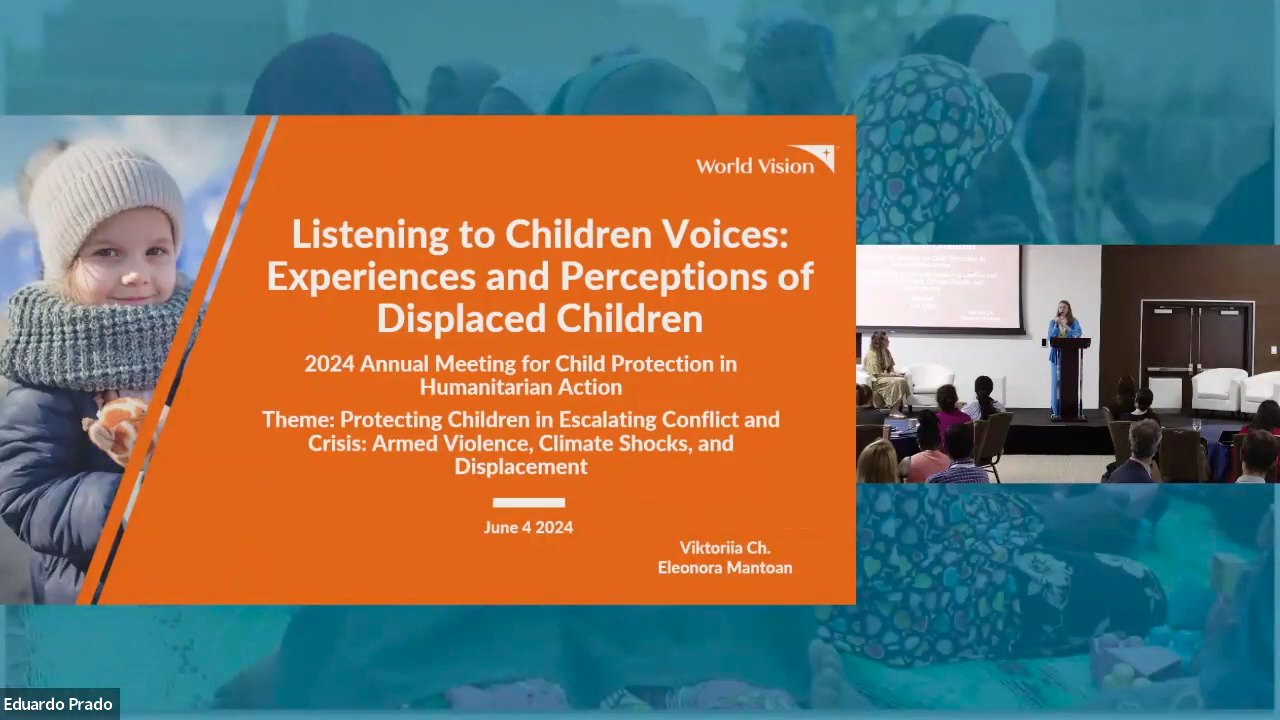 World Vision
Listening to Children Voices:
Experiences and Perceptions of
Displaced Children
2024 Annual Meeting for Child Protection in
Humanitarian Action
Theme: Protecting Children in Escalating Conflict and
Crisis: Armed Violence, Climate Shocks, and
Displacement
June 4 2024
Viktoriia Ch.
Eleonora Mantoan
Eduardo Prado